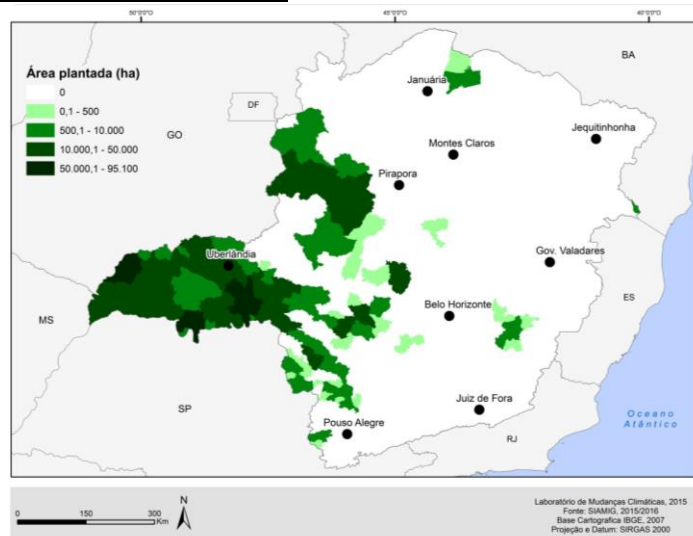 50°0'0"O
45°0'0"O
40°0'0"O
Área plantada (ha)
0
0,1 - 500
500,1 - 10.000
10.000,1 - 50.000
50.000,1 - 95.100
BA
DF
GO
MS
SP
RJ
ES
Januária
Jequitinhonha
Montes Claros
Pirapora
Uberlândia
Gov. Valadares
Belo Horizonte
Juiz de Fora
Pouso Alegre
Oceano
Atântico
0
150
300
Km
N
Laboratório de Mudanças Climáticas, 2015
Fonte: SIAMIG, 2015/2016
Base Cartografica IBGE, 2007
Projeção e Datum: SIRGAS 2000